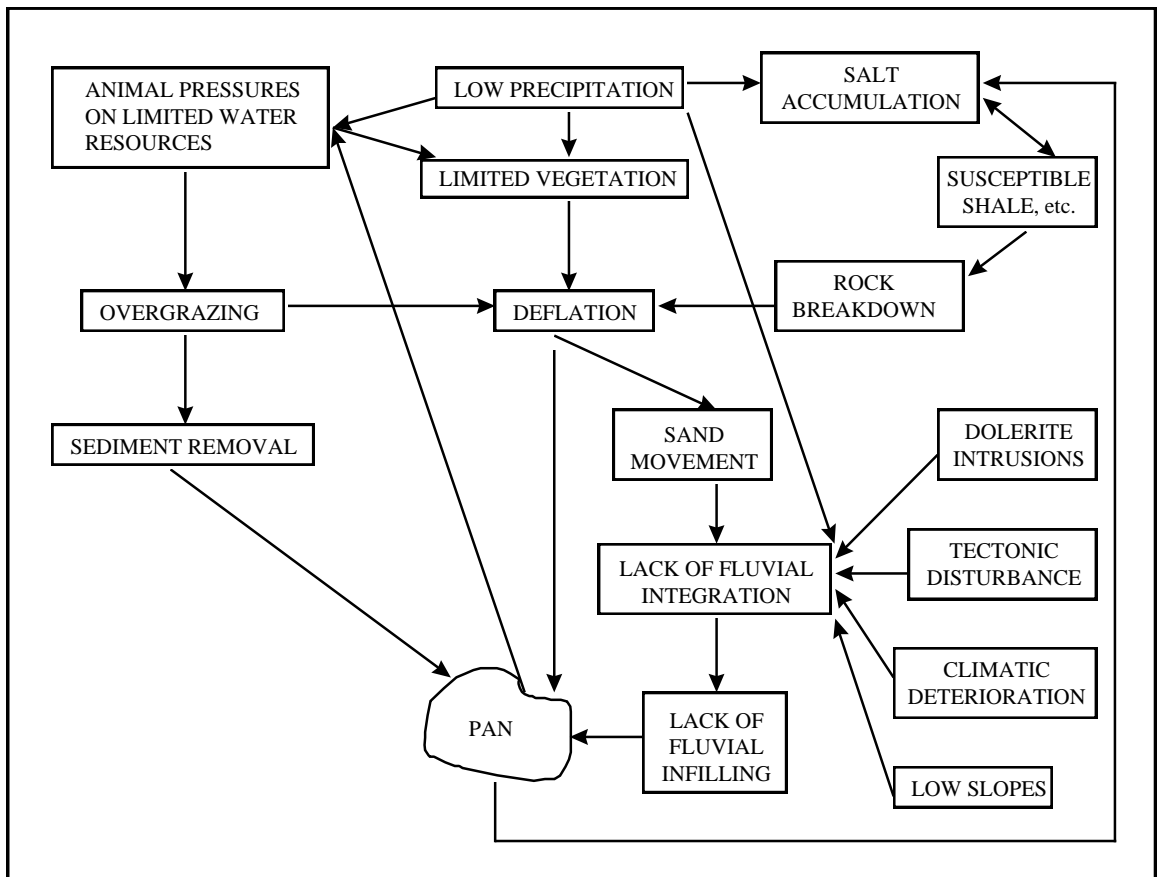 ANIMAL PRESSURES
ON LIMITED WATER
RESOURCES
LOW PRECIPITATION
SALT
ACCUMULATION
LIMITED VEGETATION
SUSCEPTIBLE
SHALE, etc.
OVERGRAZING
DEFLATION
ROCK
BREAKDOWN
SEDIMENT REMOVAL
SAND
MOVEMENT
DOLERITE
INTRUSIONS
LACK OF FLUVIAL
INTEGRATION
TECTONIC
DISTURBANCE
CLIMATIC
DETERIORATION
PAN
LACK OF
FLUVIAL
INFILLING
LOW SLOPES